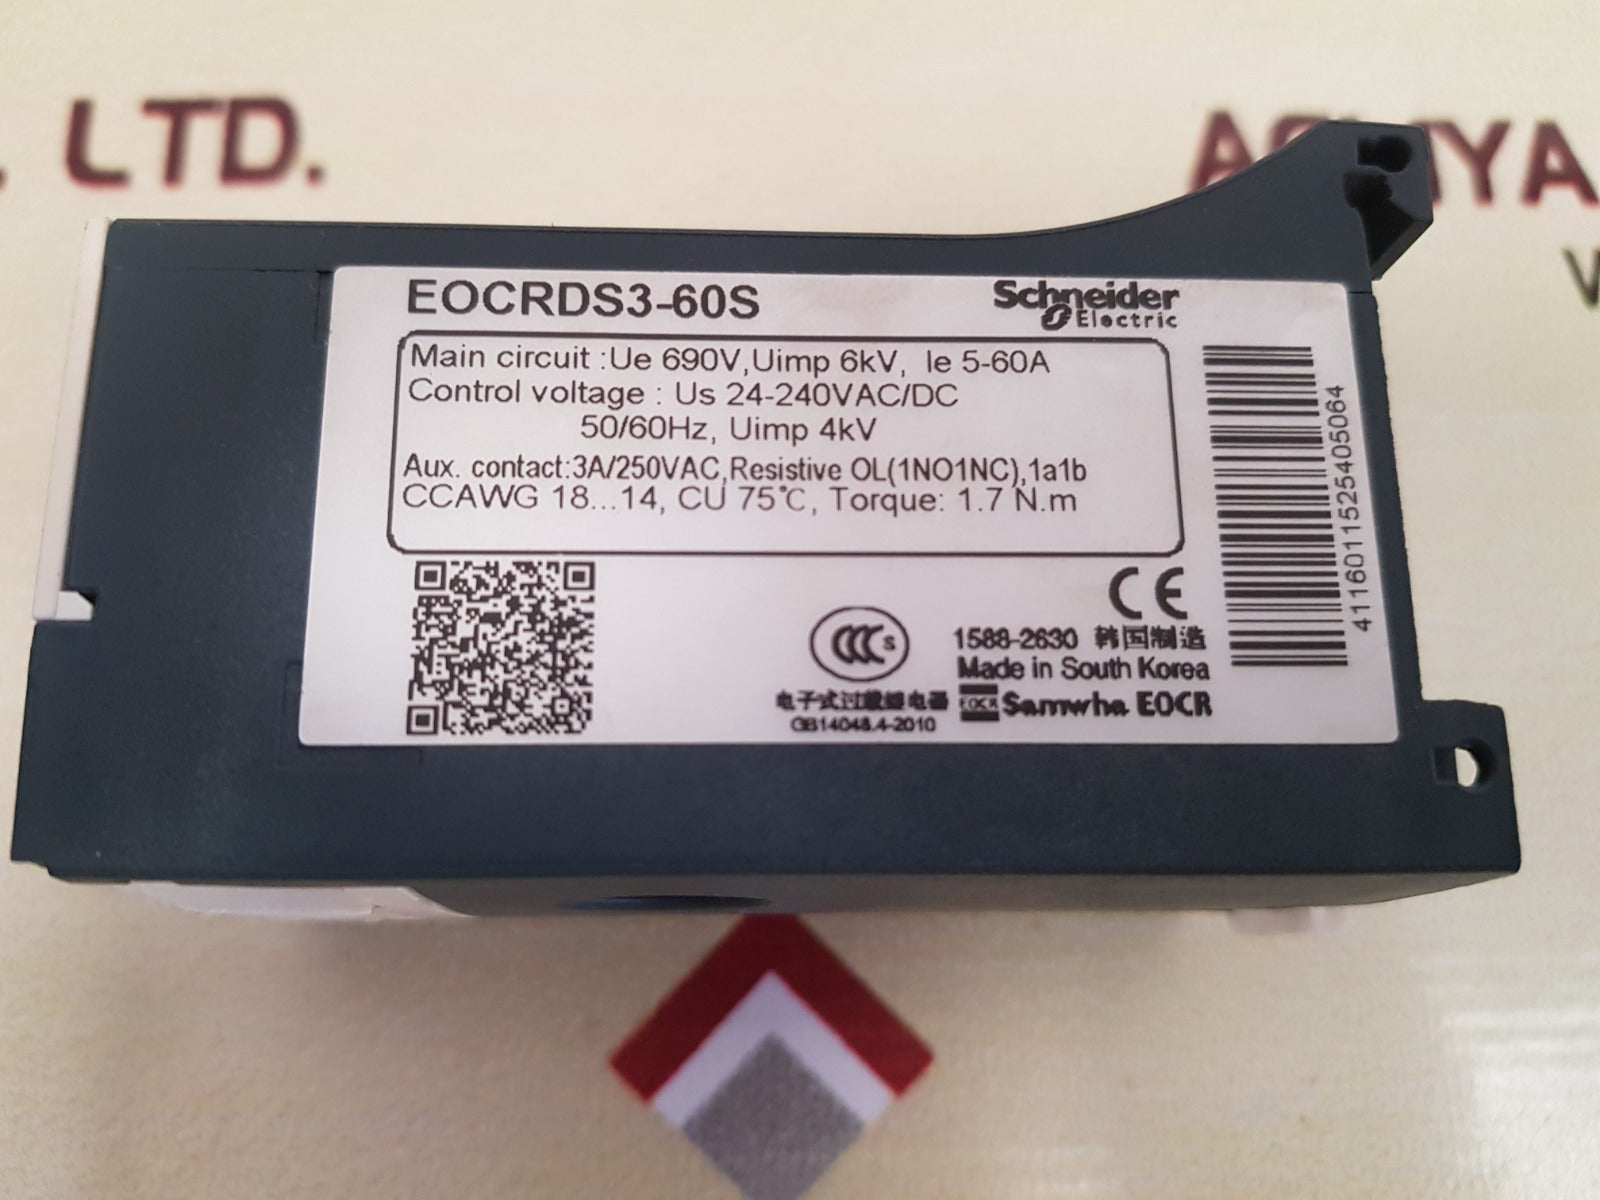 LTD.
EOCRDS3-60S
Schneider
Electric
Main circuit :Ue 690V,Uimp 6kV, Ie 5-60A
Control voltage : Us 24-240VAC/DC
50/60Hz, Uimp 4kV
Aux. contact:3A/250VAC,Resistive OL(1NO1NC),1a1b
CCAWG 18...14, CU 75℃, Torque: 1.7 N.m
4116011525405064
CE
CCC S
1588-2630 韩国制造
Made in South Korea
电子式过载继电器
GB14048.4-2010
EOCR Samwha EOCR